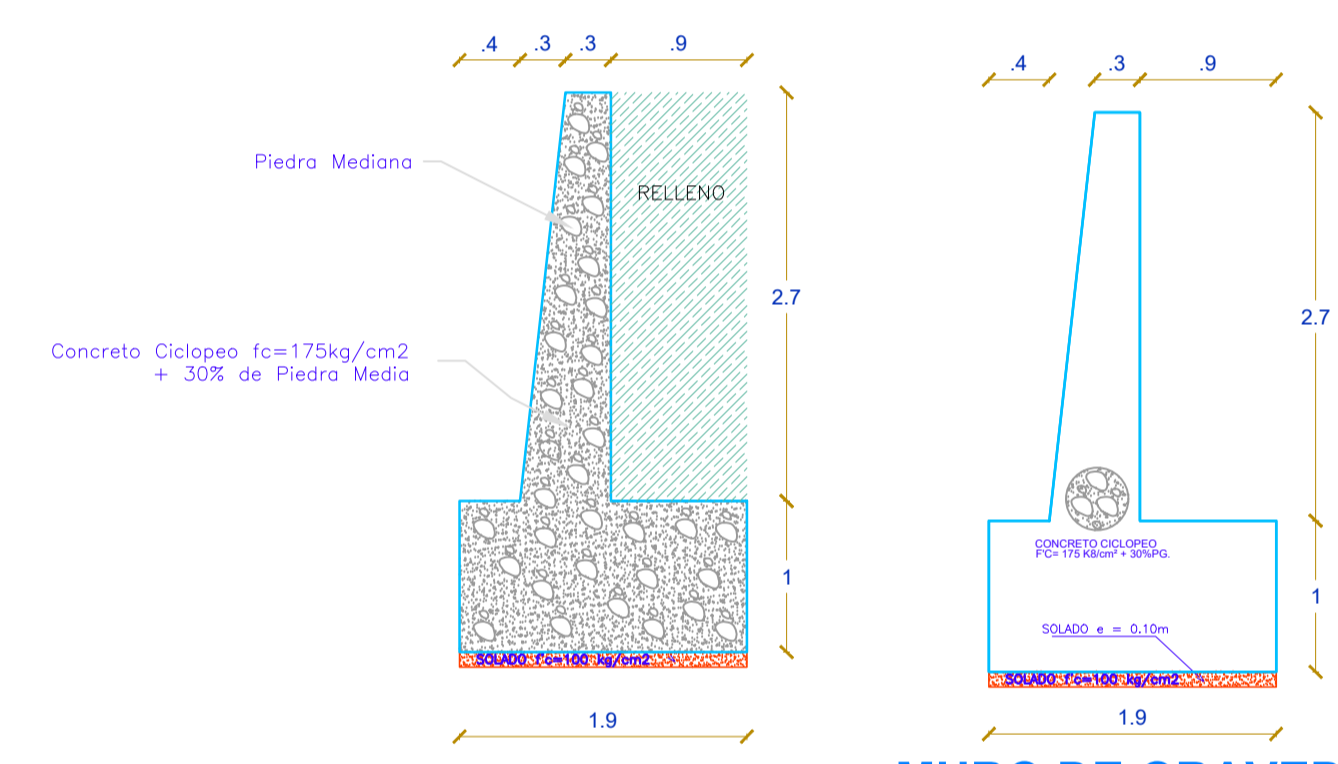 .4 .3 .3 .9
Piedra Mediana
RELLENO
2.7
Concreto Ciclopeo fc=175kg/cm2
+ 30% de Piedra Media
1
SOLADO f'c=100 kg/cm2
1.9
.4 .3 .9
2.7
CONCRETO CICLOPEO
F'C= 175 K8/cm² + 30%PG.
1
SOLADO e = 0.10m
SOLADO f'c=100 kg/cm2
1.9
MURO DE